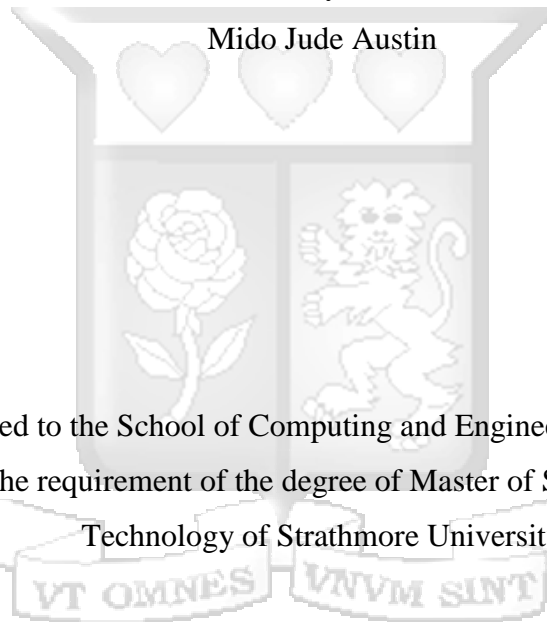 Mido Jude Austin
ed to the School of Computing and Enginee
he requirement of the degree of Master of S
Technology of Strathmore Universit
VT OMNES VNVM SINT